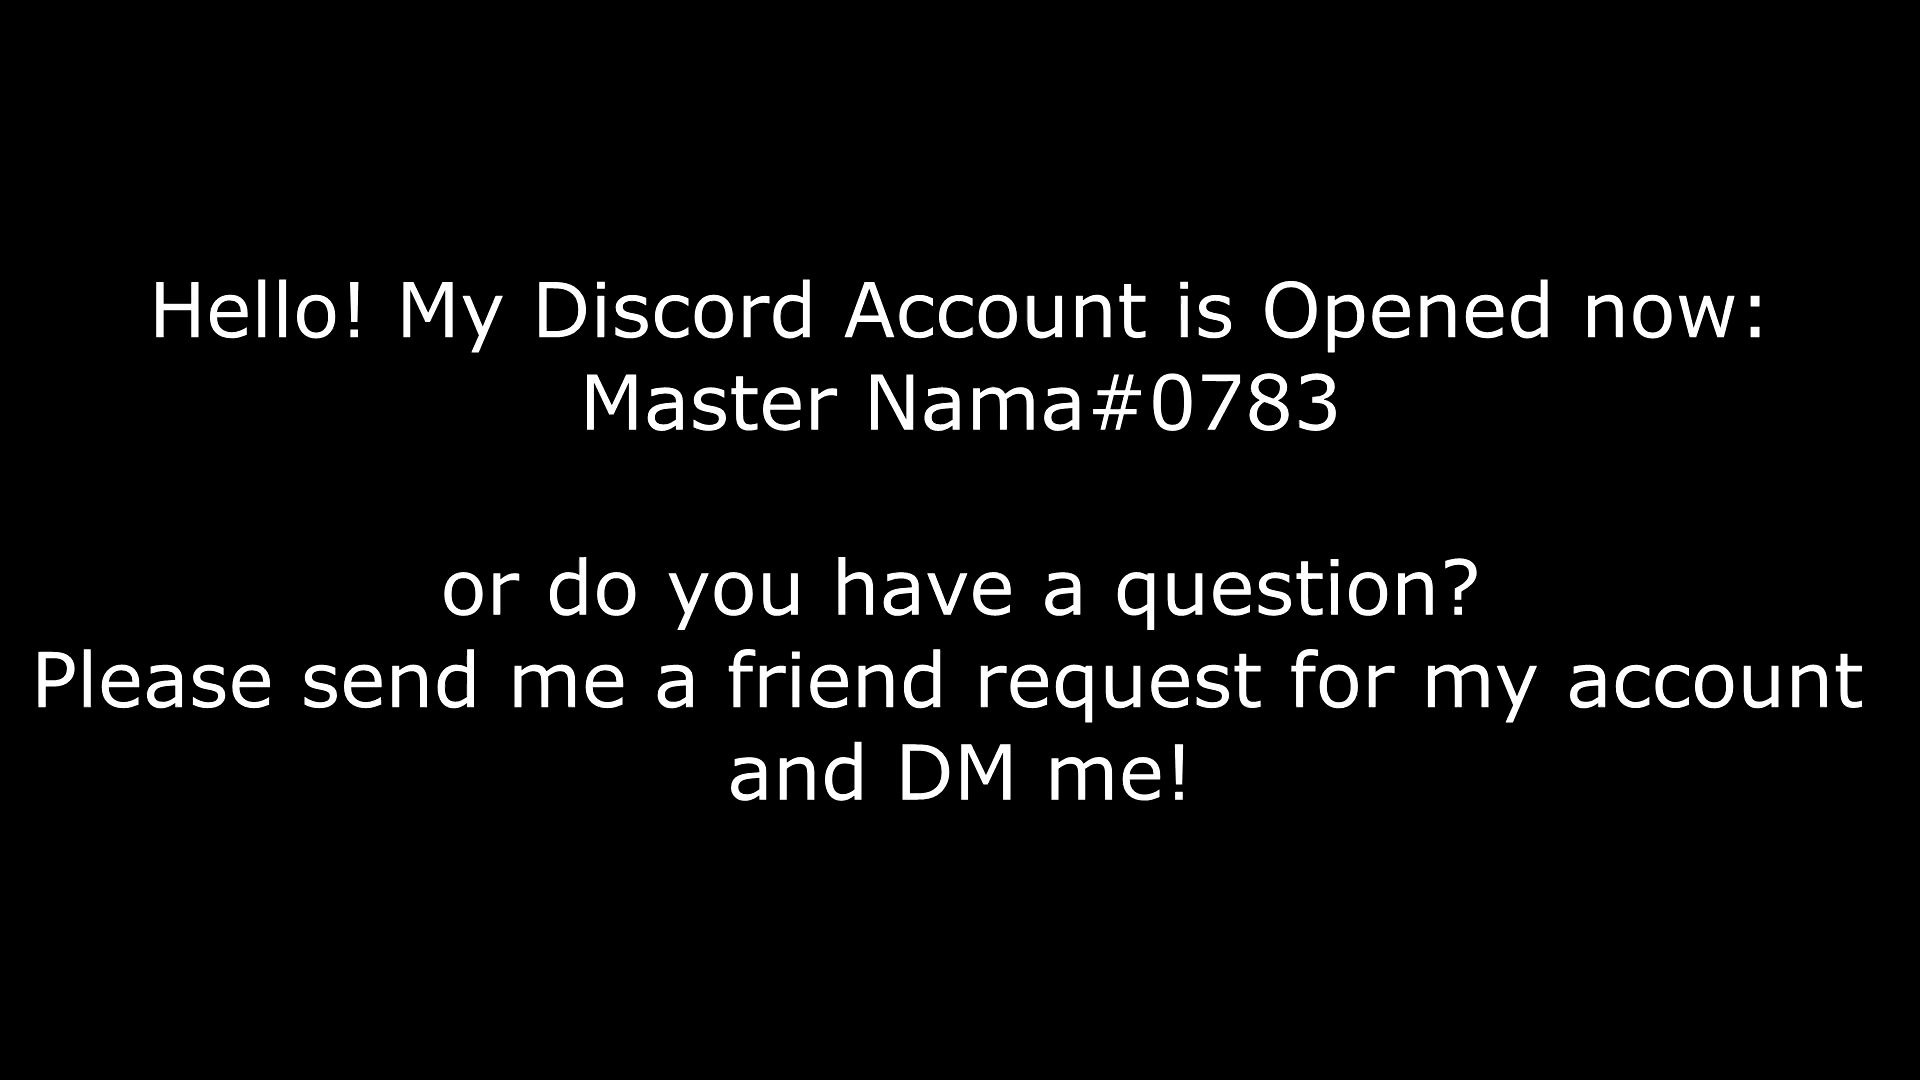 Hello! My Discord Account is Opened now:
Master Nama#0783
or do you have a question?
Please send me a friend request for my account
and DM me!